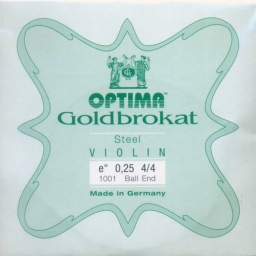 OPTIMA
Goldbrokat
Steel
VIOLIN
e" 0,25 4/4
1001 Ball End
Made in Germany